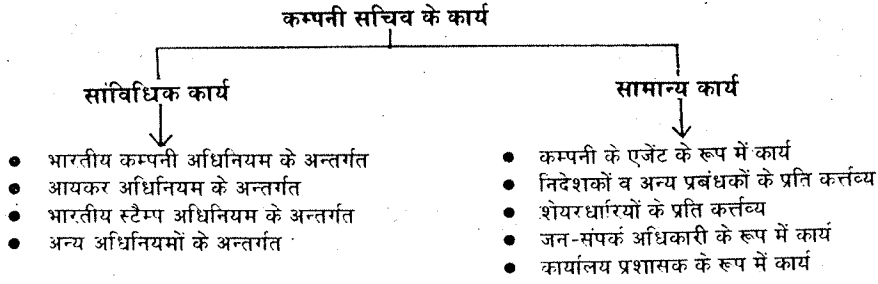 कम्पनी सचिव के कार्य
सांविधिक कार्य
भारतीय कम्पनी अधिनियम के अन्तर्गत
आयकर अधिनियम के अन्तर्गत
भारतीय स्टैम्प अधिनियम के अन्तर्गत
अन्य अधिनियमों के अन्तर्गत
सामान्य कार्य
कम्पनी के एजेंट के रूप में कार्य
निदेशकों व अन्य प्रबंधकों के प्रति कर्त्तव्य
शेयरधारियों के प्रति कर्त्तव्य
जन-संपर्क अधिकारी के रूप में कार्य
कार्यालय प्रशासक के रूप में कार्य